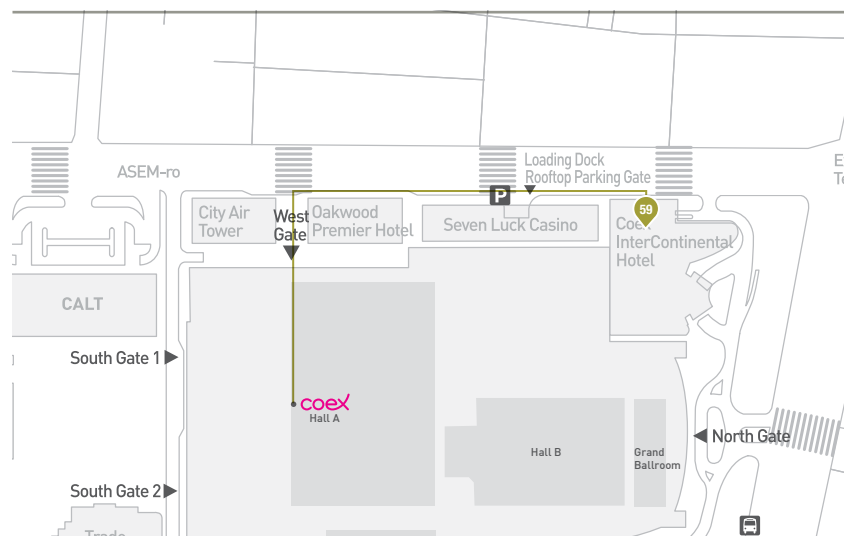 Loading Dock
Rooftop Parking Gate
ASEM-ro
P
59
City Air
Tower
West
Gate
Oakwood
Premier Hotel
Seven Luck Casino
Coex
InterContinental
Hotel
CALT
South Gate 1
coex
Hall A
North Gate
Hall B
Grand
Ballroom
South Gate 2